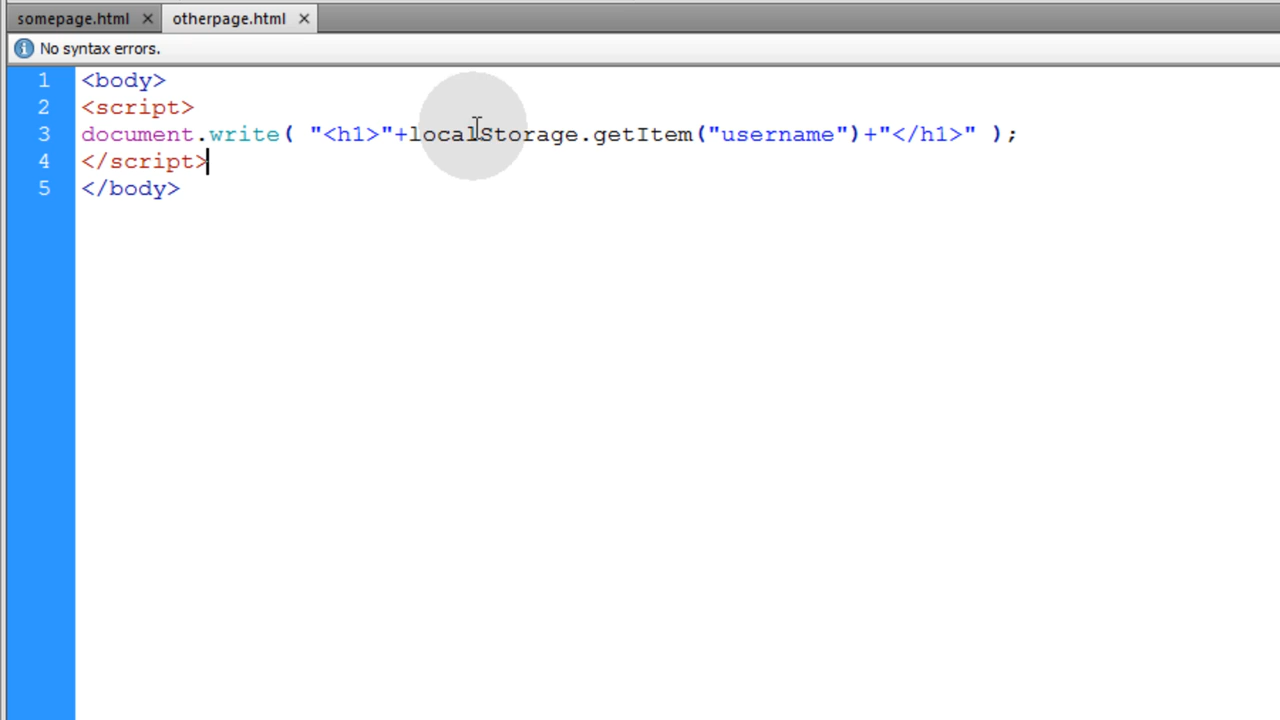 somepage.html × otherpage.html ×
No syntax errors.
1 <body>
2 <script>
3 document.write( "<h1>"+localStorage.getItem("username")+"</h1>" );
4 </script>
5 </body>